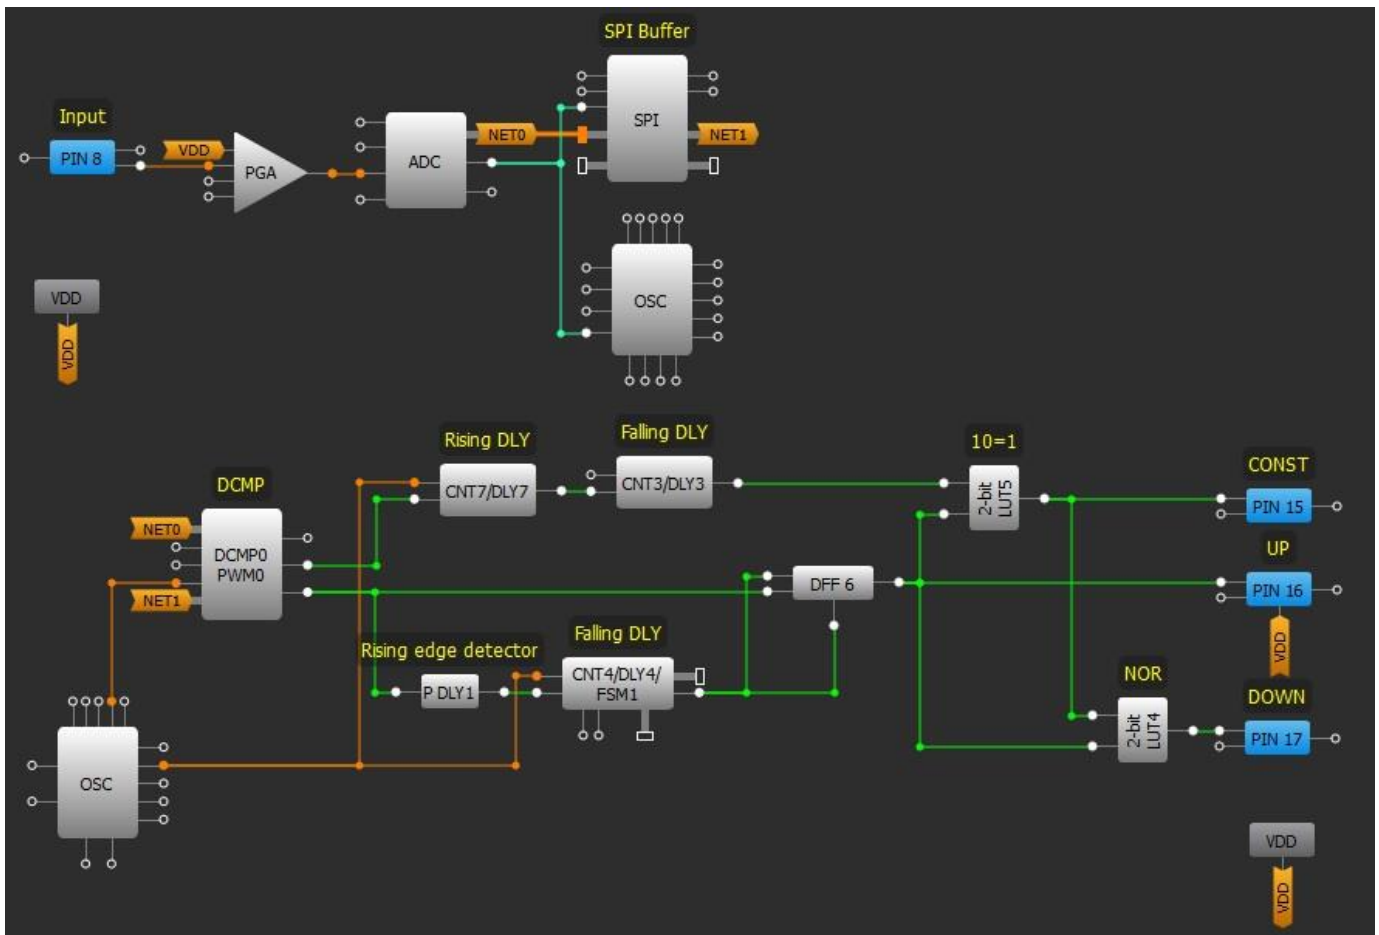 SPI Buffer
Input
PIN 8
VDD
PGA
ADC
NET0
SPI
NET1
OSC
VDD
VDD
Rising DLY
Falling DLY
10=1
CONST
DCMP
CNT7/DLY7
CNT3/DLY3
2-bit
LUT5
PIN 15
NET0
DCMP0
PWM0
NET1
UP
DFF 6
PIN 16
VDD
Rising edge detector
Falling DLY
P DLY1
CNT4/DLY4/
FSM1
NOR
2-bit
LUT4
DOWN
PIN 17
OSC
VDD
VDD